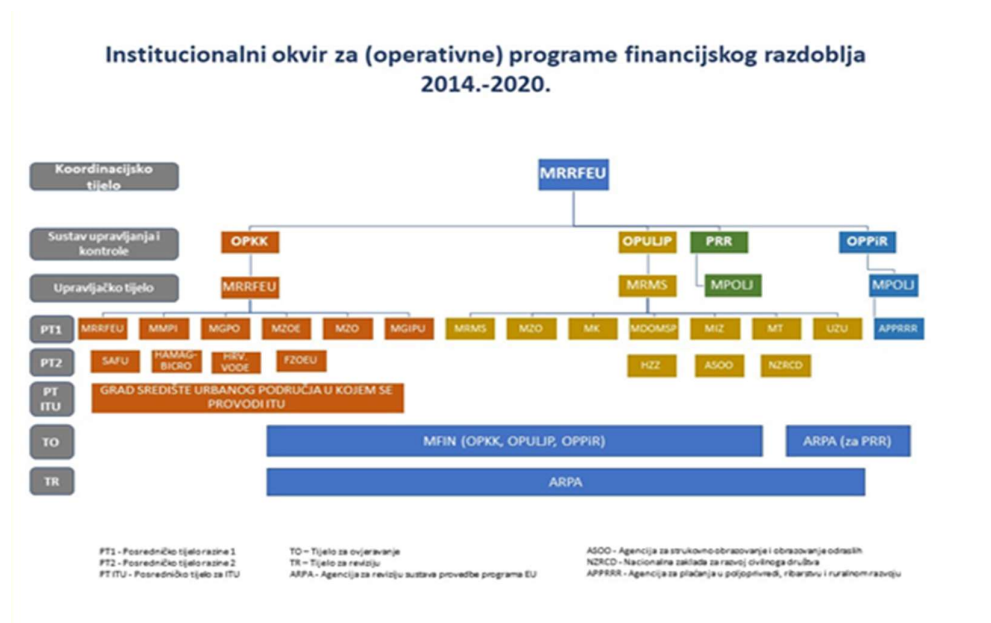 Institucionalni okvir za (operativne) programe financijskog razdoblja
2014.-2020.
Koordinacijsko
tijelo
MRRFEU
Sustav upravljanja i
kontrole
OPKK
OPULJP
PRR
OPPiR
Upravljačko tijelo
MRRFEU
MRMS
MPOLJ
MPOLJ
PT1
MRRFEU
MMPI
MGPO
MZOE
MZO
MGIPU
MRMS
MZO
MK
MDOMSP
MIZ
MT
UZU
APPRRR
PT2
SAFU
HAMAG-
BICRO
HRV.
VODE
FZOEU
HZZ
ASOO
NZRCD
PT
ITU
GRAD SREDIŠTE URBANOG PODRUČJA U KOJEM SE
PROVODI ITU
TO
MFIN (OPKK, OPULJP, OPPiR)
ARPA (za PRR)
TR
ARPA
PT1 - Posredničko tijelo razine 1
PT2 - Posredničko tijelo razine 2
PT ITU - Posredničko tijelo za ITU
TO – Tijelo za ovjeravanje
TR – Tijelo za reviziju
ARPA - Agencija za reviziju sustava provedbe programa EU
ASOO - Agencija za strukovno obrazovanje i obrazovanje odraslih
NZRCD - Nacionalna zaklada za razvoj civilnoga društva
APPRRR - Agencija za plaćanja u poljoprivredi, ribarstvu i ruralnom razvoju